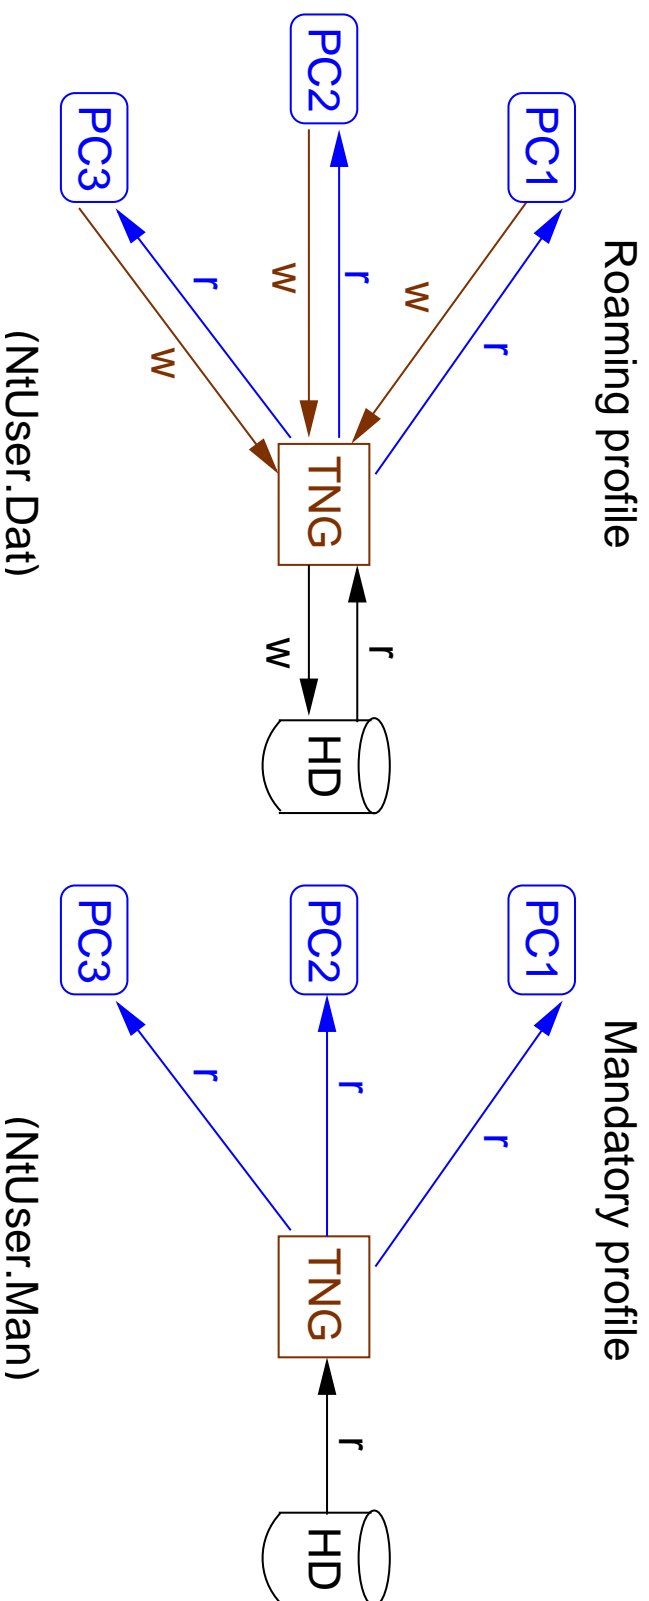 Roaming profile
PC1
r
w
PC2
r
w
TNG
r
w
HD
PC3
r
w
(NtUser.Dat)
Mandatory profile
PC1
r
PC2
r
TNG
r
HD
PC3
r
(NtUser.Man)